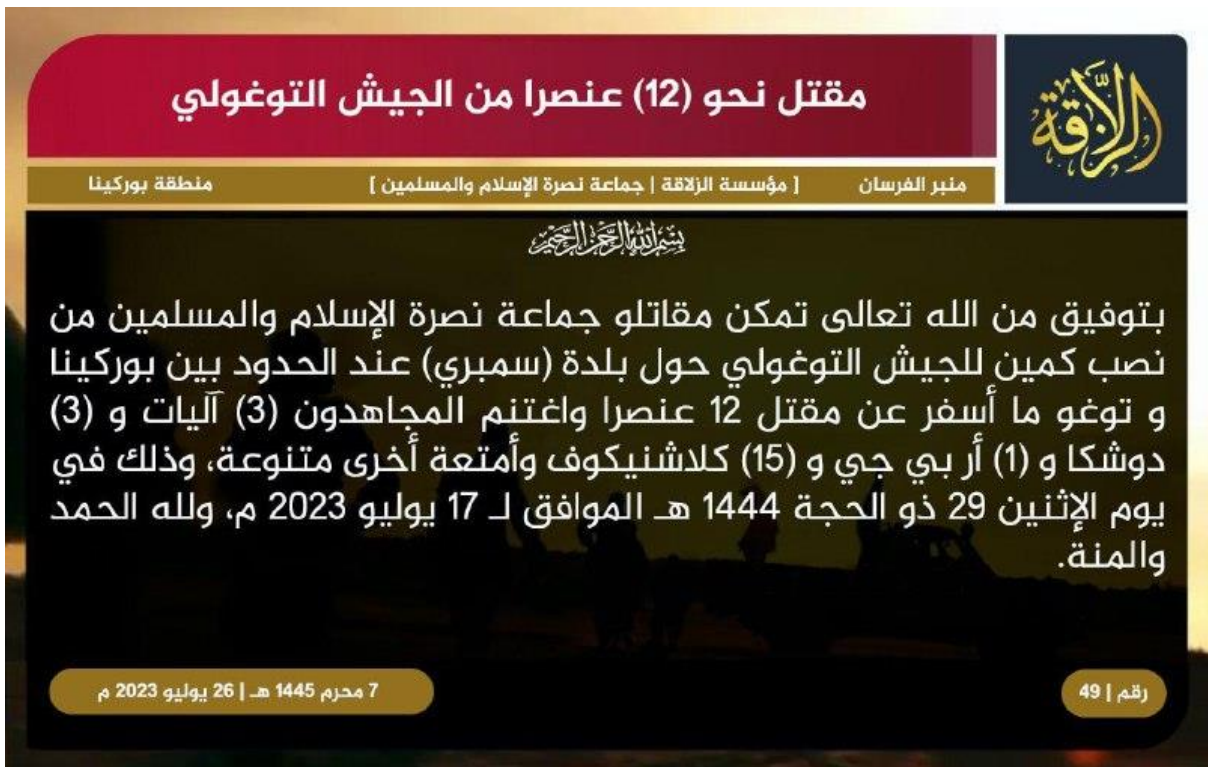 الزلاقة
مقتل نحو (12) عنصرا من الجيش التوغولي
منبر الفرسان [ مؤسسة الزلاقة | جماعة نصرة الإسلام والمسلمين ] منطقة بوركينا
بسم الله الرحمن الرحيم
بتوفيق من الله تعالى تمكن مقاتلو جماعة نصرة الإسلام والمسلمين من
نصب كمين للجيش التوغولي حول بلدة (سمبري) عند الحدود بين بوركينا
و توغو ما أسفر عن مقتل 12 عنصرا واغتنم المجاهدون (3) آليات و (3)
دوشكا و (1) أر بي جي و (15) كلاشنيكوف وأمتعة أخرى متنوعة، وذلك في
يوم الإثنين 29 ذو الحجة 1444 هـ الموافق لـ 17 يوليو 2023 م، ولله الحمد
والمنة.
رقم | 49
7 محرم 1445 هـ | 26 يوليو 2023 م